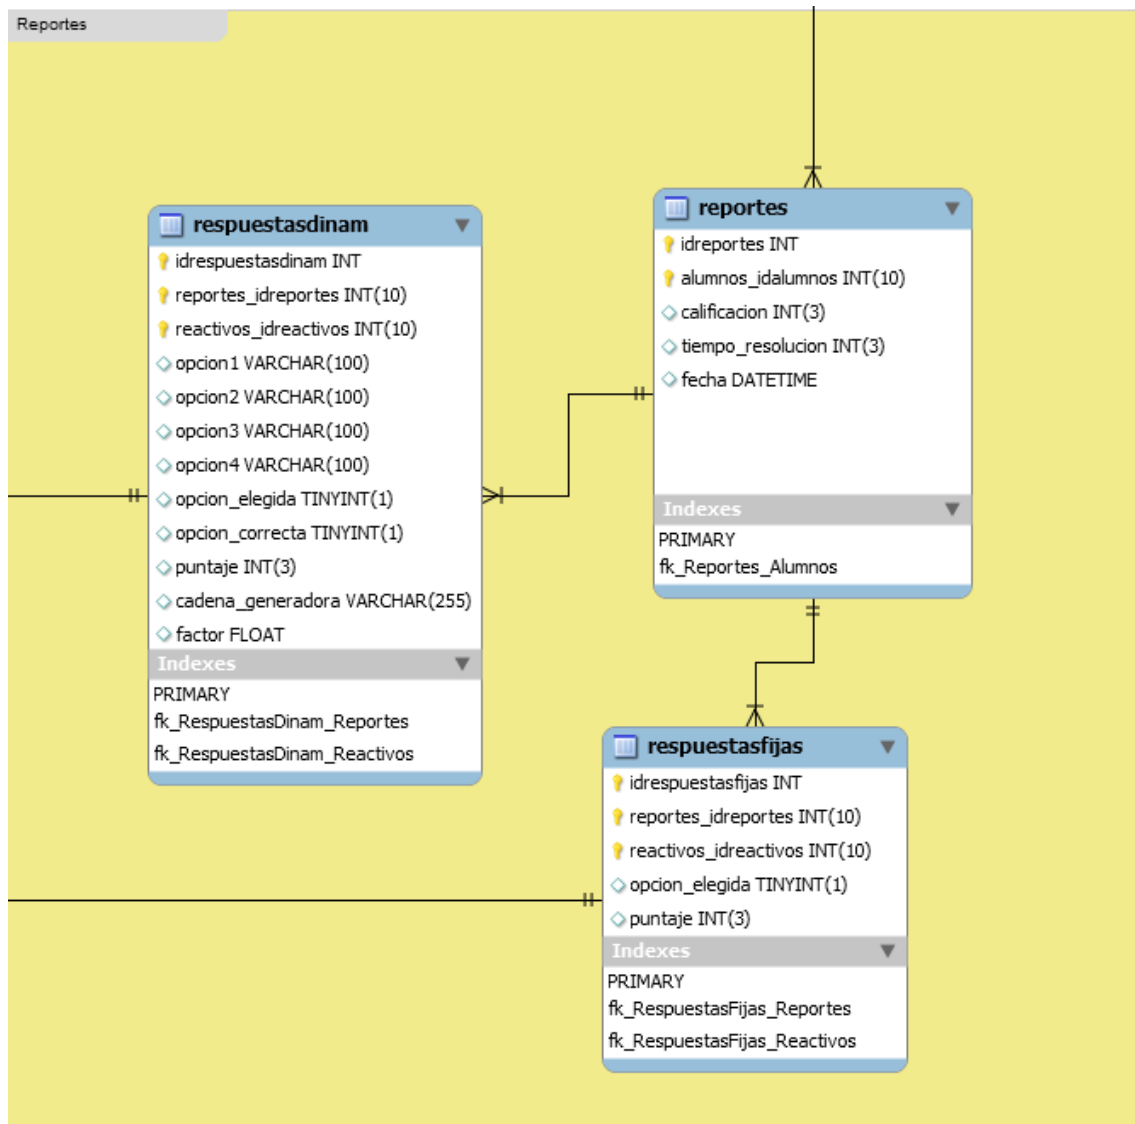 Reportes
respuestasdinam
idrespuestasdinam INT
reportes_idreportes INT(10)
reactivos_idreactivos INT(10)
opcion1 VARCHAR(100)
opcion2 VARCHAR(100)
opcion3 VARCHAR(100)
opcion4 VARCHAR(100)
opcion_elegida TINYINT(1)
opcion_correcta TINYINT(1)
puntaje INT(3)
cadena_generadora VARCHAR(255)
factor FLOAT
Indexes
PRIMARY
fk_RespuestasDinam_Reportes
fk_RespuestasDinam_Reactivos
reportes
idreportes INT
alumnos_idalumnos INT(10)
calificacion INT(3)
tiempo_resolucion INT(3)
fecha DATETIME
Indexes
PRIMARY
fk_Reportes_Alumnos
respuestasfijas
idrespuestasfijas INT
reportes_idreportes INT(10)
reactivos_idreactivos INT(10)
opcion_elegida TINYINT(1)
puntaje INT(3)
Indexes
PRIMARY
fk_RespuestasFijas_Reportes
fk_RespuestasFijas_Reactivos